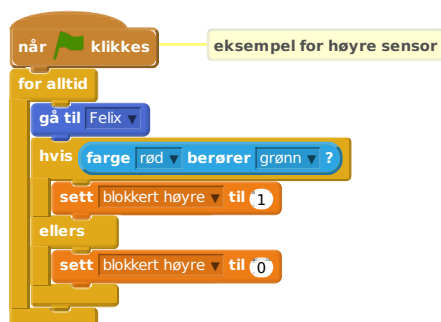 når klikkes eksempel for høyre sensor
for alltid
gå til Felix
hvis farge rød berører grønn ?
sett blokkert høyre til 1
ellers
sett blokkert høyre til 0